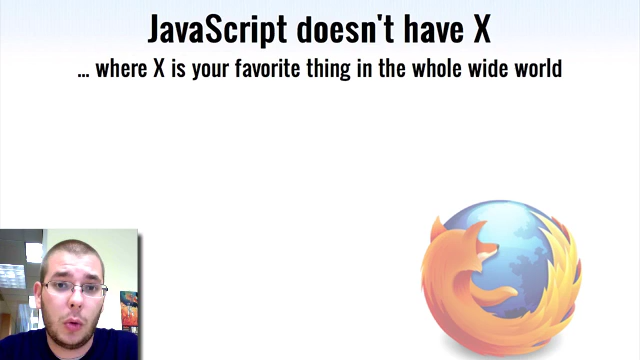 JavaScript doesn't have X
... where X is your favorite thing in the whole wide world